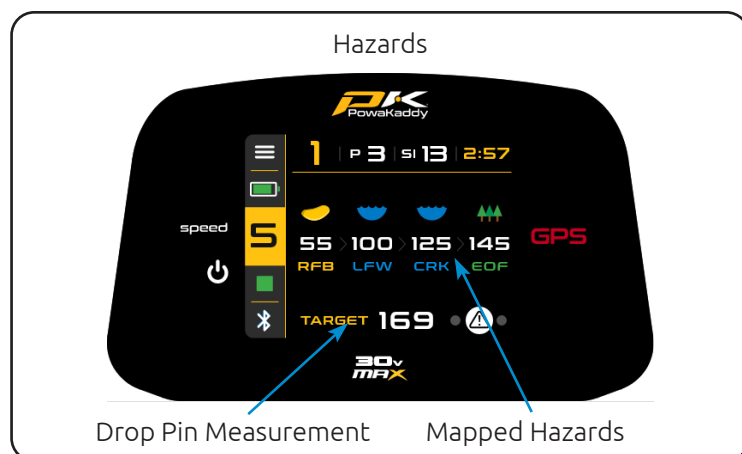 Hazards
PK
PowaKaddy
1 P 3 SI 13 2:57
speed
5
55 100 125 145
GPS
RFB LFW CRK EOF
TARGET 169
30v
MAX
Drop Pin Measurement
Mapped Hazards